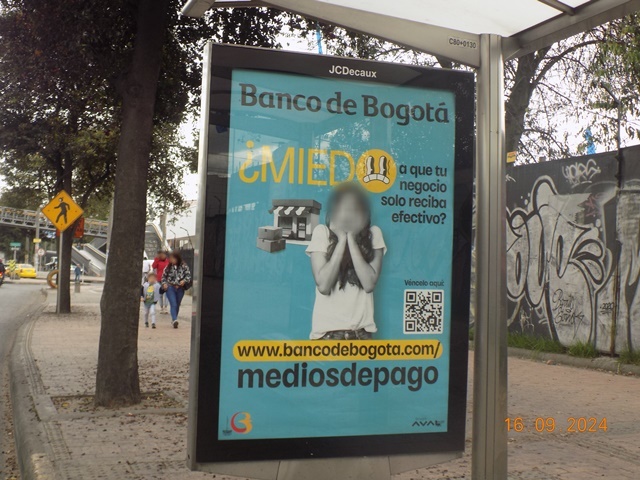 C80+0130
JCDecaux
Banco de Bogotá
¿MIEDO
a que tu
negocio
solo reciba
efectivo?
Véncelo aquí:
www.bancodebogota.com/
mediosdepago
AVAL
16 09 2024